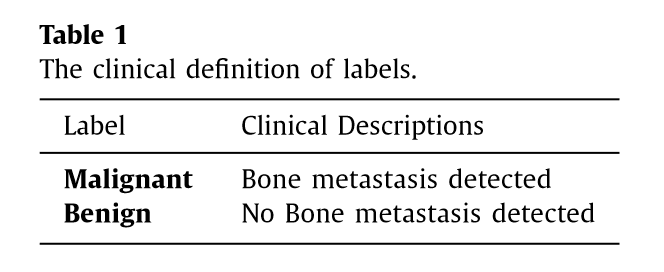 Table 1
The clinical definition of labels.
Label Clinical Descriptions
Malignant Bone metastasis detected
Benign No Bone metastasis detected